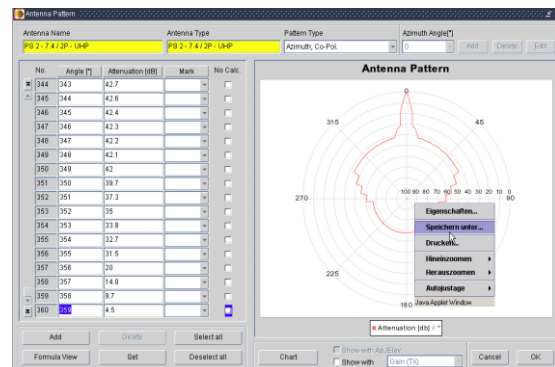 Antenna Pattern
Antenna Name Antenna Type Pattern Type Azimuth Angle[°]
PS 2 - 7.4 / 2P - UHP PS 2 - 7.4 / 2P - UHP Azimuth; Co-Pol. 0 Add Delete Edit
No. Angle [°] Attenuation [dB] Mark No Calc.
344 343 42.7
345 344 42.6
346 345 42.4
347 346 42.3
348 347 42.2
349 348 42.1
350 349 42
351 350 39.7
352 351 37.3
353 352 35
354 353 33.8
355 354 32.7
356 355 31.5
357 356 20
358 357 14.8
359 358 9.7
360 359 4.5
Add Delete Select all
Formula View Set Deselect all
Antenna Pattern
0
315 45
270 100 90 80 70 60 50 40 30 20 10 0 90
225
180
Eigenschaften...
Speichern unter...
Drucken...
Hineinzoomen
Herauszoomen
Autojustage
Java Applet Window
Attenuation [db] / °
Chart Show with Az./Elev.
Show with Gain (TX) Cancel OK